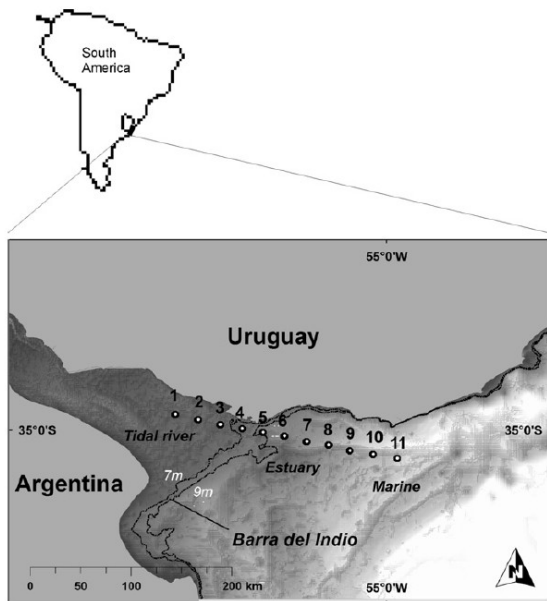 South
America
55°0'W
Uruguay
1 2 3 4 5 6 7 8 9 10 11
35°0'S
35°0'S
Tidal river
Estuary
Argentina
7m
9m
Marine
Barra del Indio
0 50 100 200 km
55°0'W
N